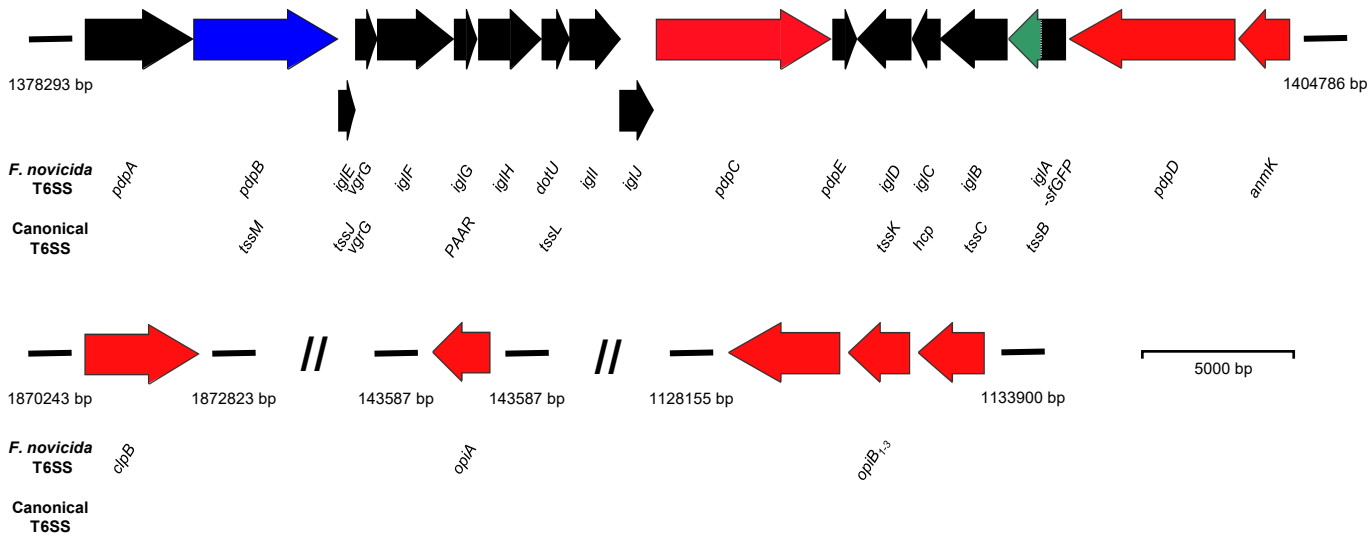 1378293 bp
1404786 bp
F. novicida
T6SS
pdpA
pdpB
iglE
vgrG
iglF
iglG
iglH
dotU
iglI
iglJ
pdpC
pdpE
iglD
iglC
iglB
iglA
-sfGFP
pdpD
anmK
Canonical
T6SS
tssM
tssJ
vgrG
PAAR
tssL
tssK
hcp
tssC
tssB
//
//
5000 bp
1870243 bp
1872823 bp
143587 bp
143587 bp
1128155 bp
1133900 bp
F. novicida
T6SS
clpB
opiA
opiB1-3
Canonical
T6SS